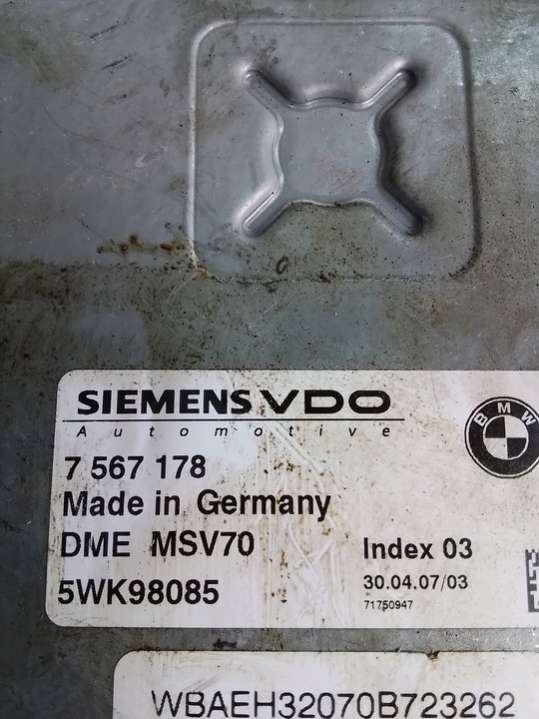 SIEMENS VDO
Automotive
BMW
7 567 178
Made in Germany
DME MSV70
Index 03
5WK98085
30.04.07/03
71750947
WBAEH32070B723262